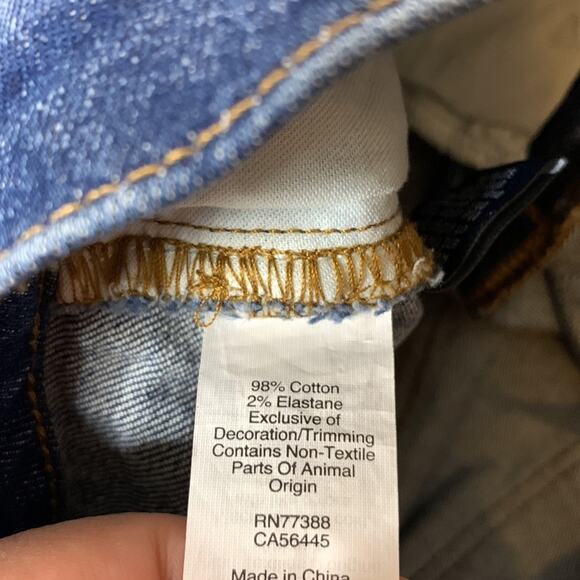 98% Cotton
2% Elastane
Exclusive of
Decoration/Trimming
Contains Non-Textile
Parts Of Animal
Origin
RN77388
CA56445
Made in China